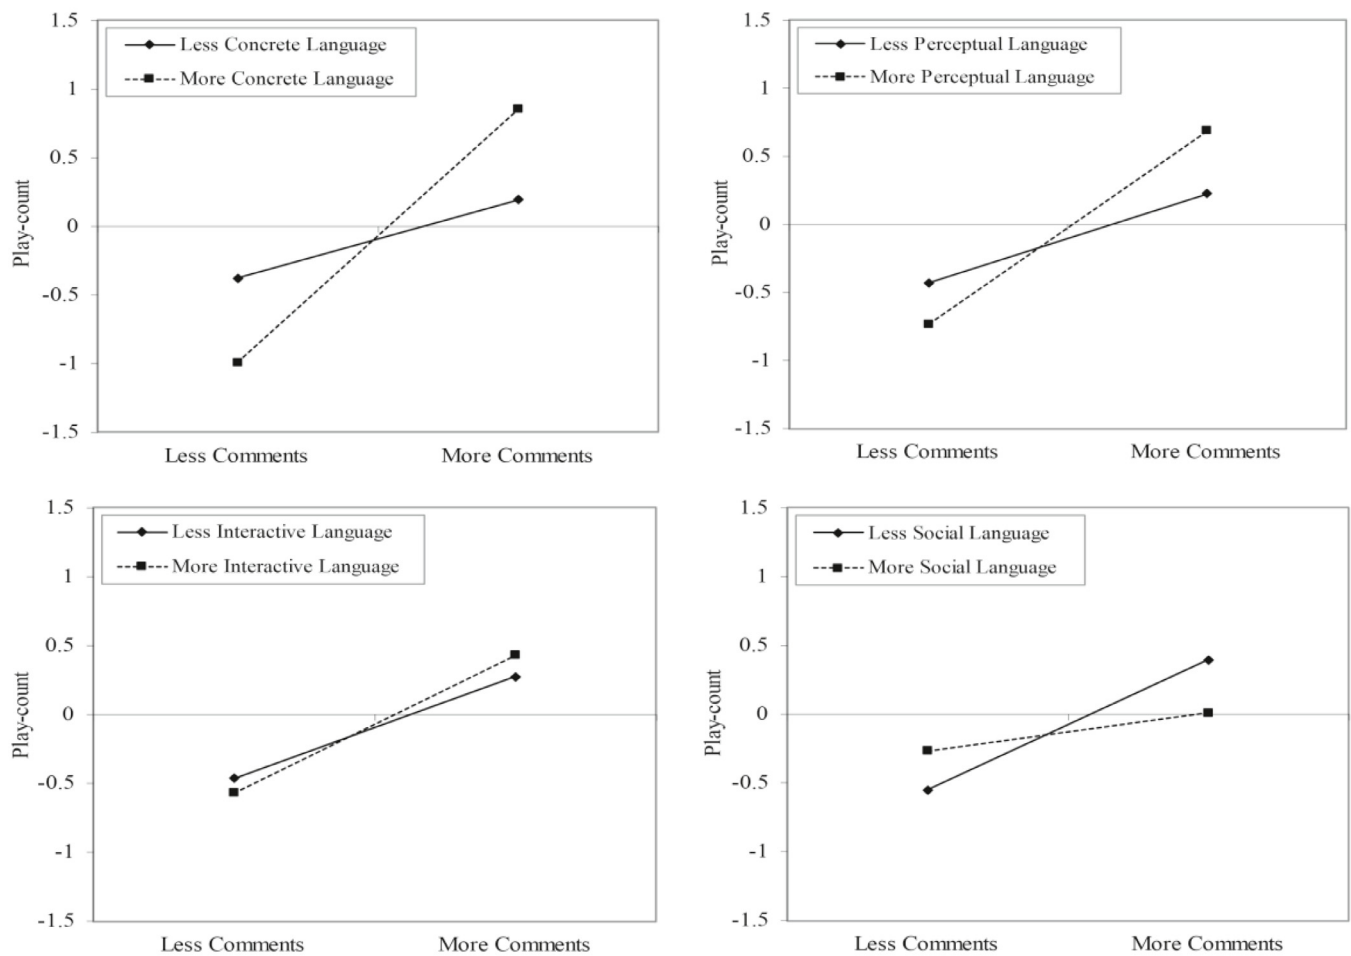 1.5
Less Concrete Language
More Concrete Language
1
0.5
0
-0.5
-1
-1.5
Play-count
Less Comments More Comments
1.5
Less Perceptual Language
More Perceptual Language
1
0.5
0
-0.5
-1
-1.5
Play-count
Less Comments More Comments
1.5
Less Interactive Language
More Interactive Language
1
0.5
0
-0.5
-1
-1.5
Play-count
Less Comments More Comments
1.5
Less Social Language
More Social Language
1
0.5
0
-0.5
-1
-1.5
Play-count
Less Comments More Comments